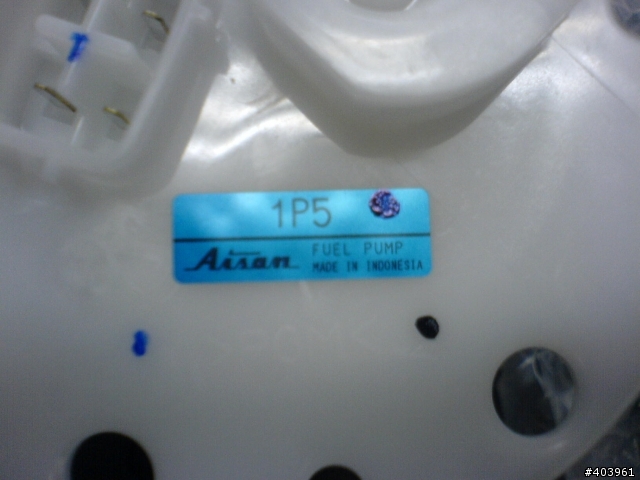 1P5
Aisan
FUEL PUMP
MADE IN INDONESIA
#403961